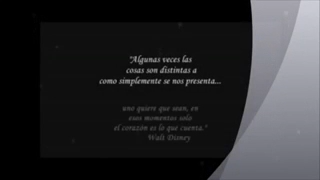 "Algunas veces las
cosas son distintas a
como simplemente se nos presenta...
uno quiere que sean, en
esos momentos solo
el corazón es lo que cuenta."
Walt Disney